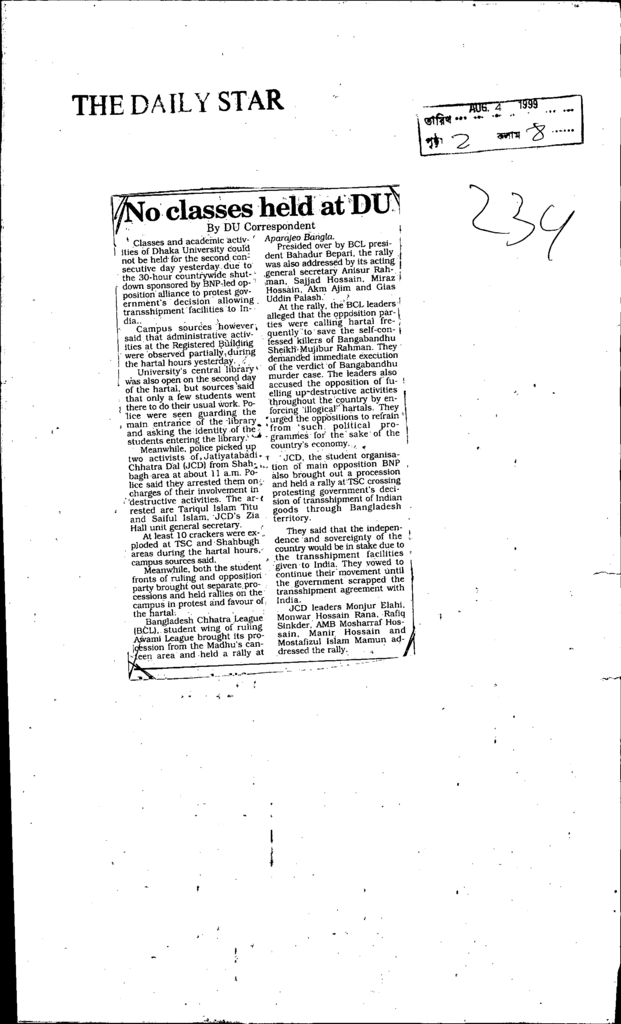 THE DAILY STAR
AUG. 4 1999
তারিখ
পৃষ্ঠা 2 কলাম 8
234
No classes held at DU
By DU Correspondent
Classes and academic activ-
ities of Dhaka University could
not be held for the second con-
secutive day yesterday due to
the 30-hour countrywide shut-
down sponsored by BNP-led op-
position alliance to protest gov-
ernment's decision allowing
transshipment facilities to In-
dia.
Campus sources however,
said that administrative activ-
ities at the Registered Building
were observed partially during
the hartal hours yesterday.
University's central library
was also open on the second day
of the hartal, but sources said
that only a few students went
there to do their usual work. Po-
lice were seen guarding the
main entrance of the library
and asking the identity of the
students entering the library.
Meanwhile, police picked up
two activists of Jatiyatabadi
Chhatra Dal (JCD) from Shah-
bagh area at about 11 a.m. Po-
lice said they arrested them on
charges of their involvement in
destructive activities. The ar-
rested are Tariqul Islam Titu
and Saiful Islam, JCD's Zia
Hall unit general secretary.
At least 10 crackers were ex-
ploded at TSC and Shahbugh
areas during the hartal hours,
campus sources said.
Meanwhile, both the student
fronts of ruling and opposition
party brought out separate pro-
cessions and held rallies on the
campus in protest and favour of
the hartal.
Bangladesh Chhatra League
(BCL), student wing of ruling
Awami League brought its pro-
cession from the Madhu's can-
teen area and held a rally at
Aparajeo Bangla.
Presided over by BCL presi-
dent Bahadur Bepari, the rally
was also addressed by its acting
general secretary Anisur Rah-
man, Sajjad Hossain, Miraz
Hossain, Akm Ajim and Gias
Uddin Palash.
At the rally, the BCL leaders
alleged that the opposition par-
ties were calling hartal fre-
quently to save the self-con-
fessed killers of Bangabandhu
Sheikh Mujibur Rahman. They
demanded immediate execution
of the verdict of Bangabandhu
murder case. The leaders also
accused the opposition of fu-
elling up destructive activities
throughout the country by en-
forcing 'illogical' hartals. They
urged the oppositions to refrain
from such political pro-
grammes for the sake of the
country's economy.
JCD, the student organisa-
tion of main opposition BNP
also brought out a procession
and held a rally at TSC crossing
protesting government's deci-
sion of transshipment of Indian
goods through Bangladesh
territory.
They said that the indepen-
dence and sovereignty of the
country would be in stake due to
the transshipment facilities
given to India. They vowed to
continue their movement until
the government scrapped the
transshipment agreement with
India.
JCD leaders Monjur Elahi,
Monwar Hossain Rana, Rafiq
Sinkder, AMB Mosharraf Hos-
sain, Manir Hossain and
Mostafizul Islam Mamun ad-
dressed the rally.